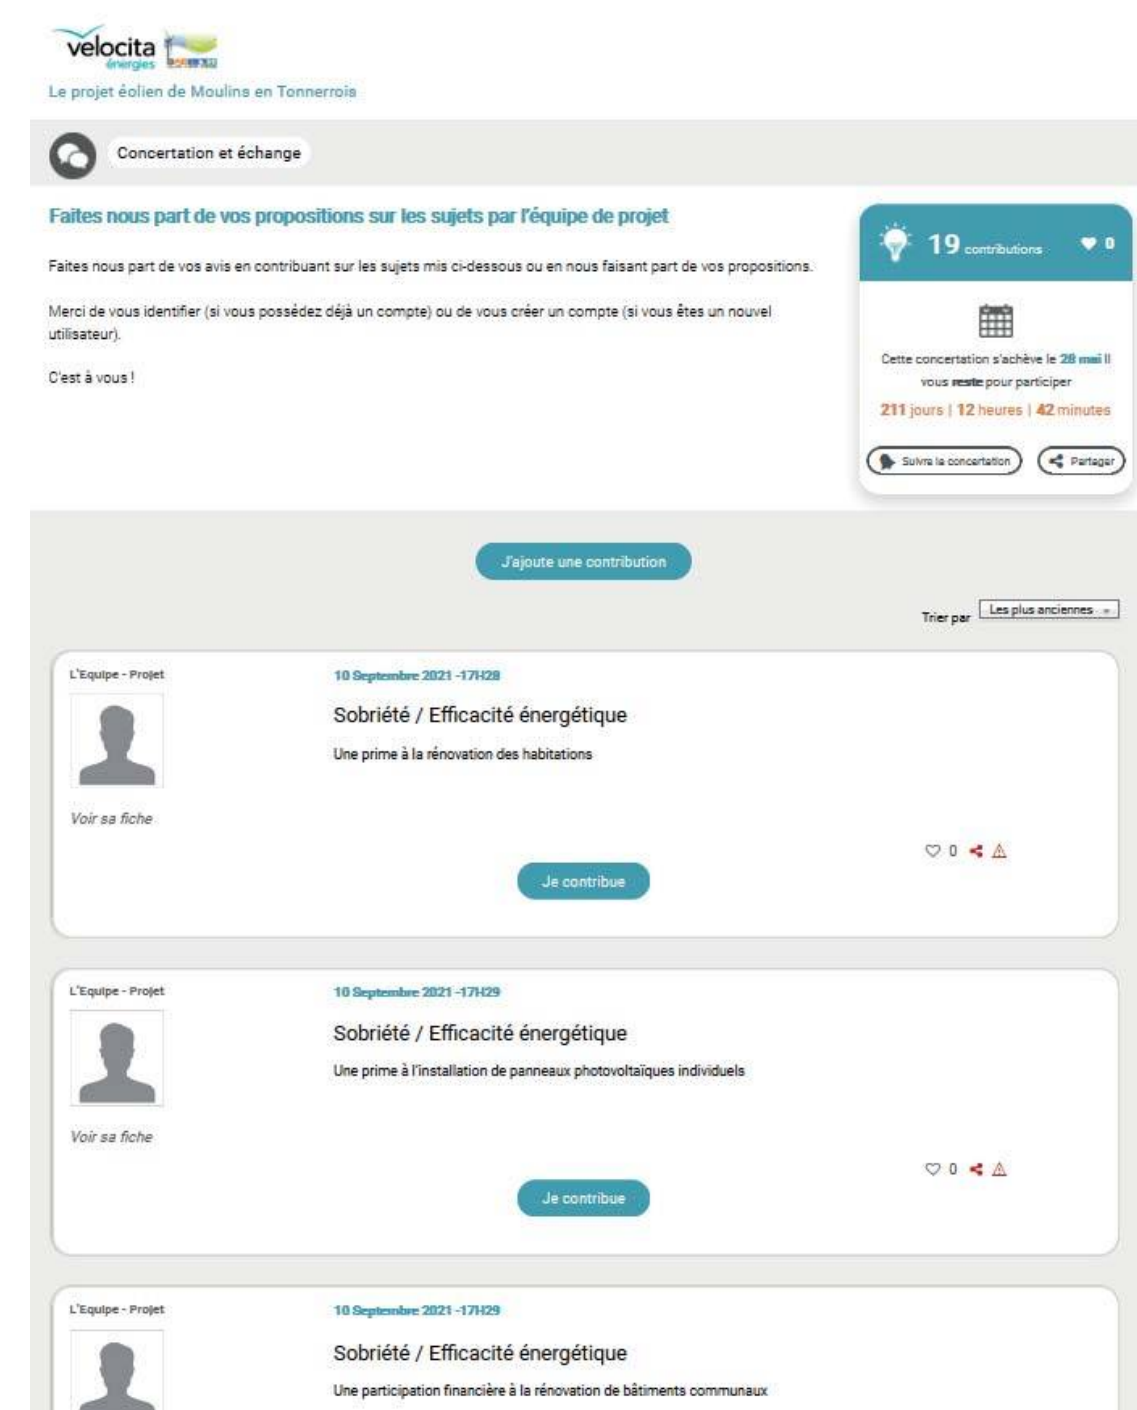 velocita
énergies
Le projet éolien de Moulins en Tonnerrois
Concertation et échange
Faites nous part de vos propositions sur les sujets par l'équipe de projet
Faites nous part de vos avis en contribuant sur les sujets mis ci-dessous ou en nous faisant part de vos propositions.
Merci de vous identifier (si vous possédez déjà un compte) ou de vous créer un compte (si vous êtes un nouvel
utilisateur).
C'est à vous !
19 contributions 0
Cette concertation s'achève le 28 mai Il
vous reste pour participer
211 jours | 12 heures | 42 minutes
Suivre la concertation
Partager
J'ajoute une contribution
Trier par Les plus anciennes
L'Equipe - Projet
10 Septembre 2021 -17H28
Sobriété / Efficacité énergétique
Une prime à la rénovation des habitations
Voir sa fiche
0
Je contribue
L'Equipe - Projet
10 Septembre 2021 -17H29
Sobriété / Efficacité énergétique
Une prime à l'installation de panneaux photovoltaïques individuels
Voir sa fiche
0
Je contribue
L'Equipe - Projet
10 Septembre 2021 -17H29
Sobriété / Efficacité énergétique
Une participation financière à la rénovation de bâtiments communaux